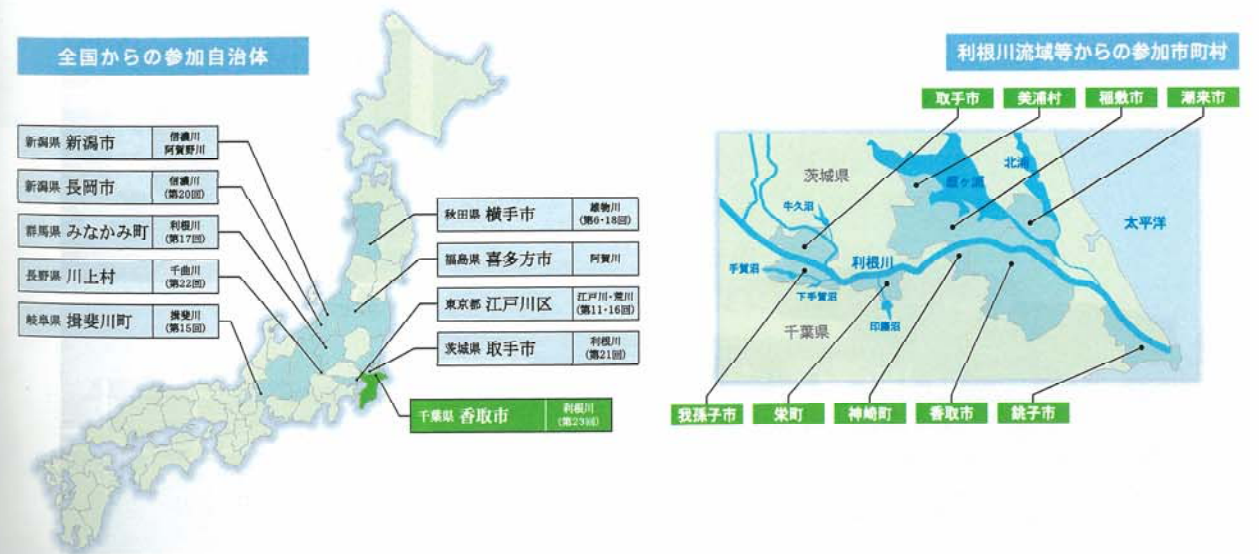 全国からの参加自治体
新潟県 新潟市 信濃川
阿賀野川
新潟県 長岡市 信濃川
(第20回)
群馬県 みなかみ町 利根川
(第17回)
長野県 川上村 千曲川
(第22回)
岐阜県 揖斐川町 揖斐川
(第15回)
秋田県 横手市 雄物川
(第6・18回)
福島県 喜多方市 阿賀川
東京都 江戸川区 江戸川・荒川
(第11・16回)
茨城県 取手市 利根川
(第21回)
千葉県 香取市 利根川
(第23回)
利根川流域等からの参加市町村
取手市 美浦村 稲敷市 潮来市
茨城県
北浦
霞ヶ浦
牛久沼
太平洋
利根川
手賀沼
下手賀沼
印旛沼
千葉県
我孫子市 栄町 神崎町 香取市 銚子市